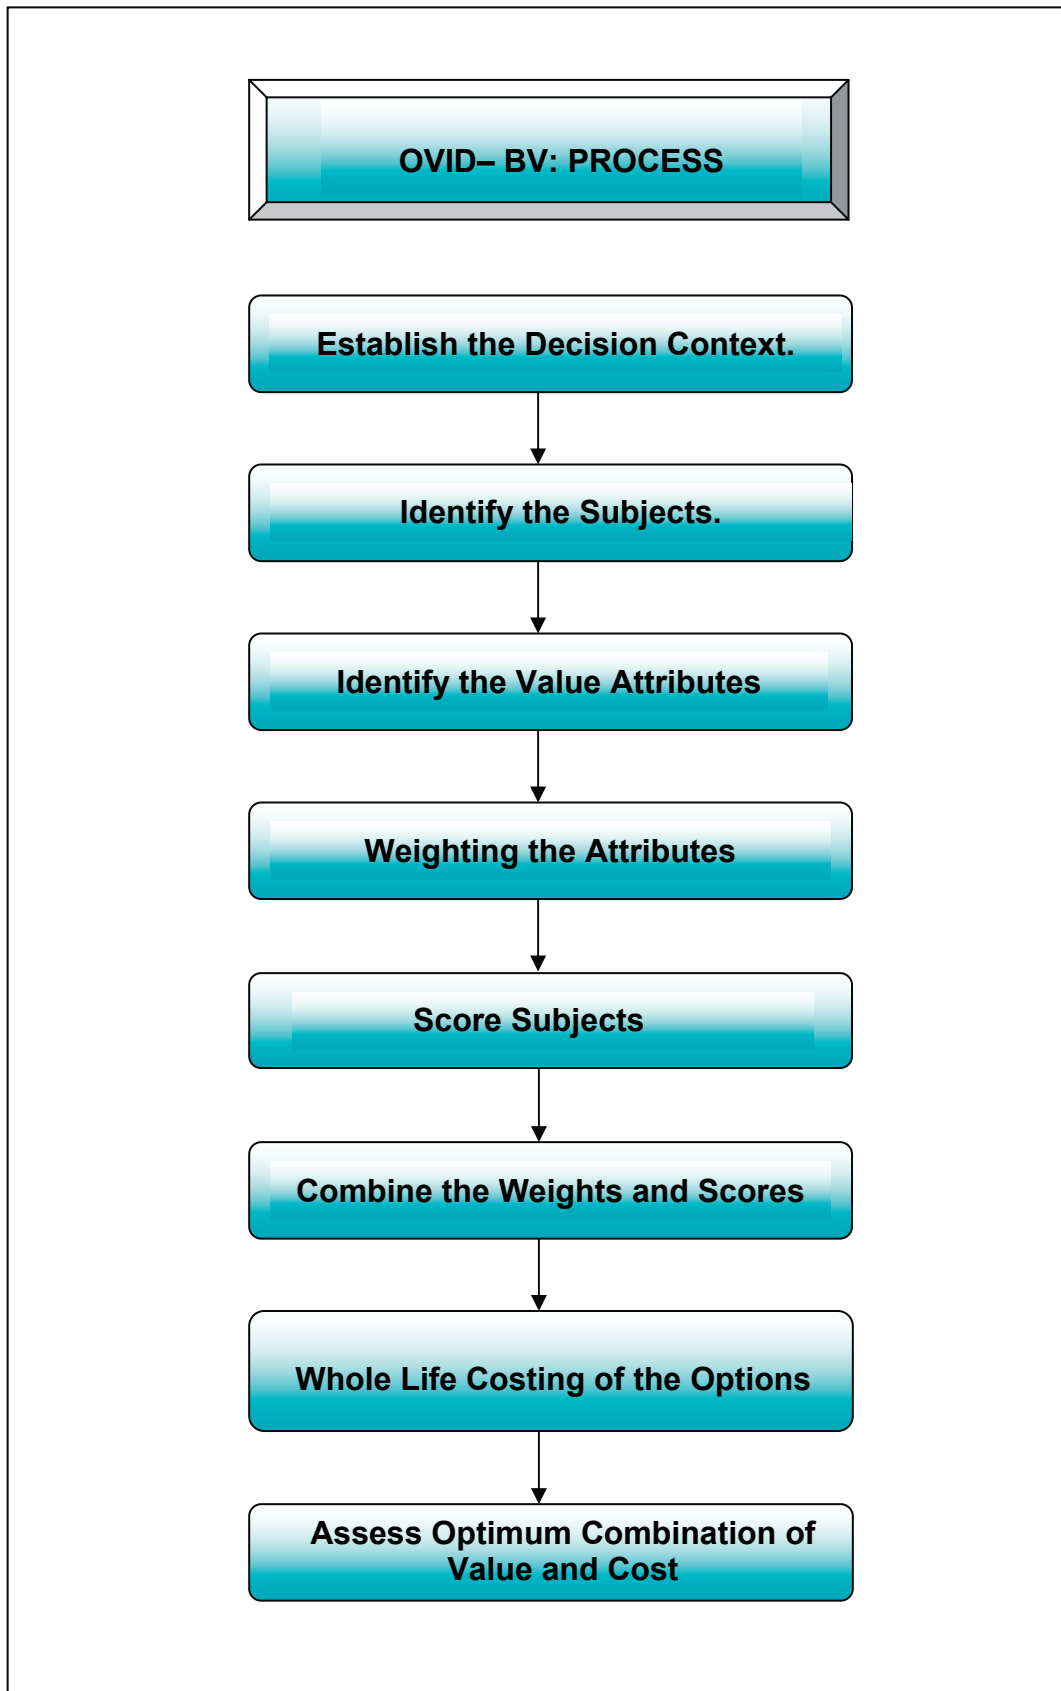 OVID– BV: PROCESS
Establish the Decision Context.
Identify the Subjects.
Identify the Value Attributes
Weighting the Attributes
Score Subjects
Combine the Weights and Scores
Whole Life Costing of the Options
Assess Optimum Combination of
Value and Cost